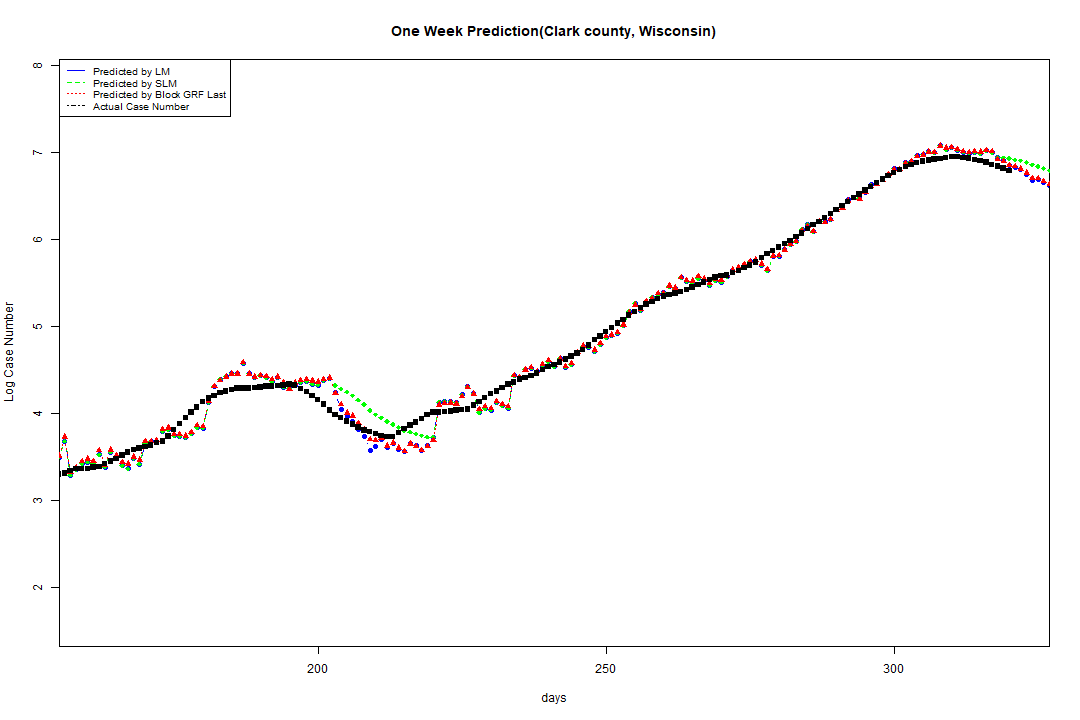 One Week Prediction(Clark county, Wisconsin)
Predicted by LM
Predicted by SLM
Predicted by Block GRF Last
Actual Case Number
8
7
6
5
4
3
2
Log Case Number
200 250 300
days